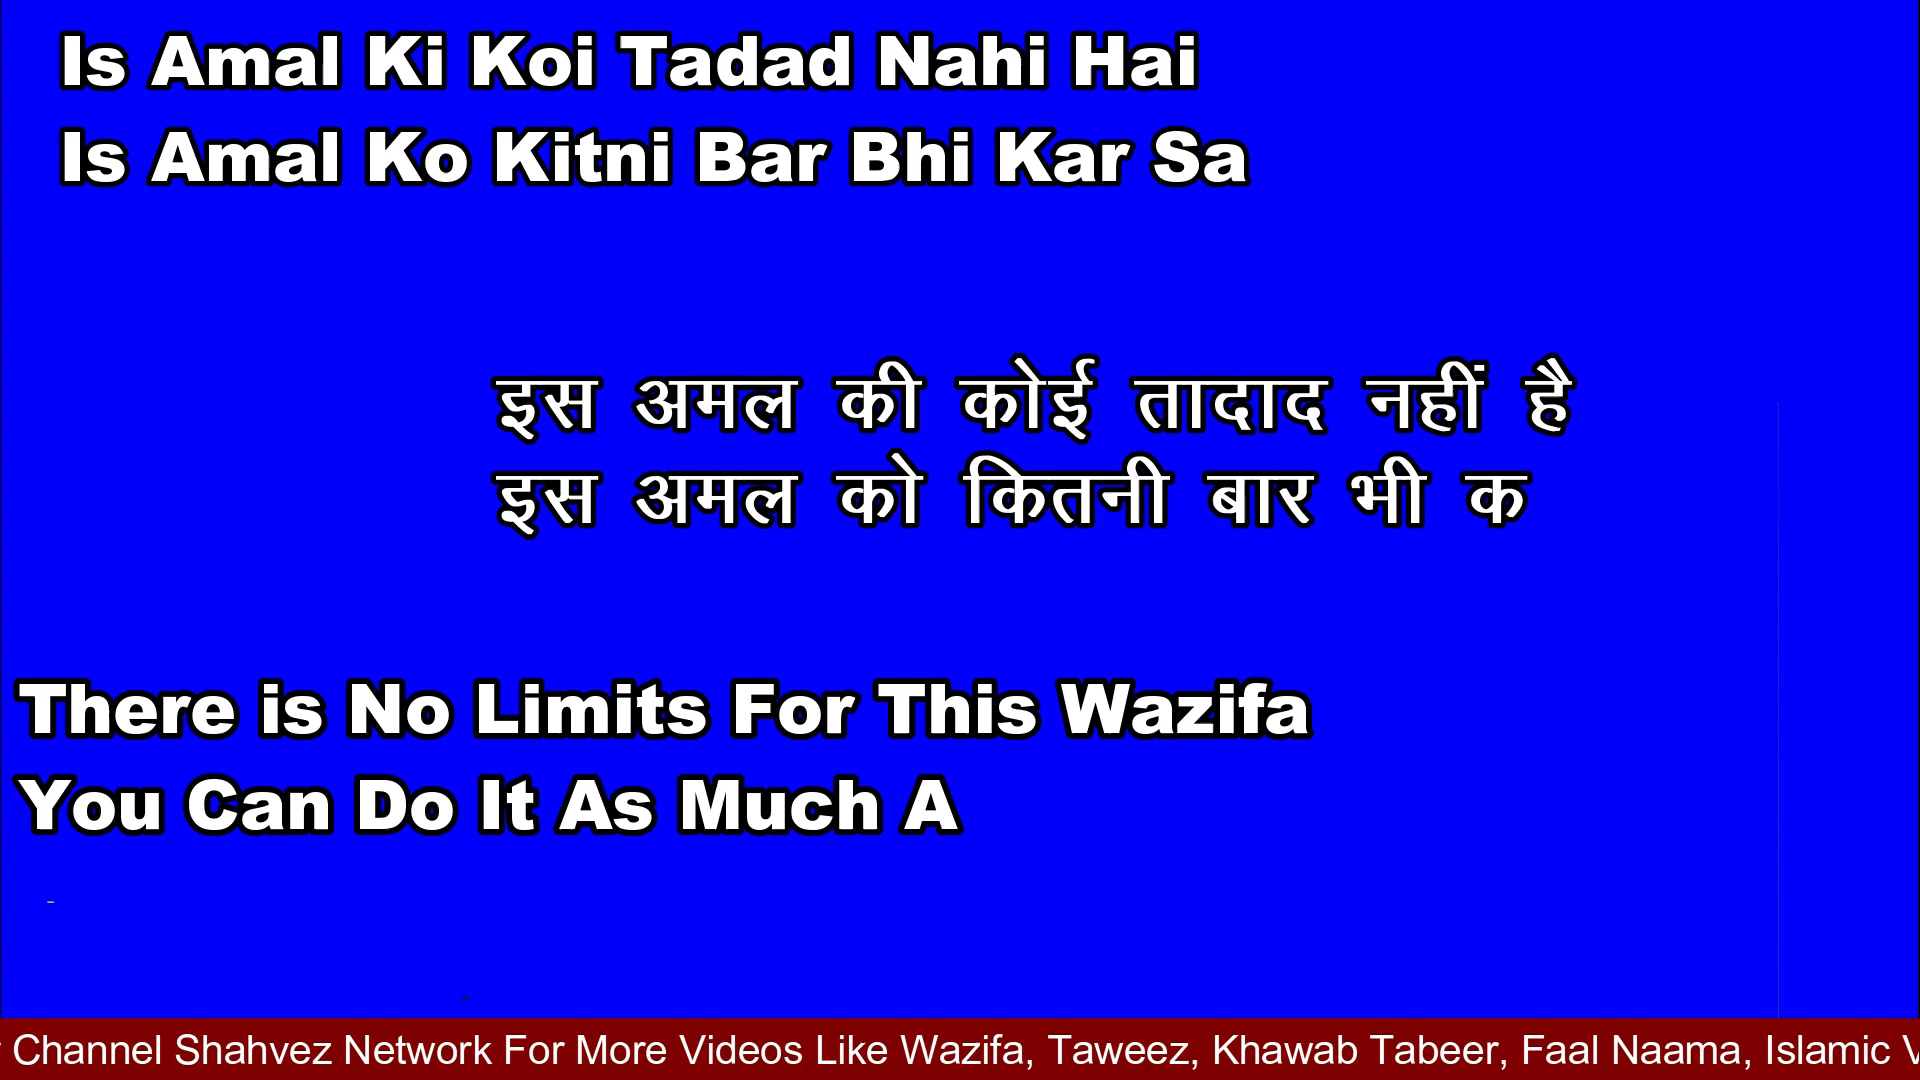 Is Amal Ki Koi Tadad Nahi Hai
Is Amal Ko Kitni Bar Bhi Kar Sa
इस अमल की कोई तादाद नहीं है
इस अमल को कितनी बार भी क
There is No Limits For This Wazifa
You Can Do It As Much A
Channel Shahvez Network For More Videos Like Wazifa, Taweez, Khawab Tabeer, Faal Naama, Islamic V